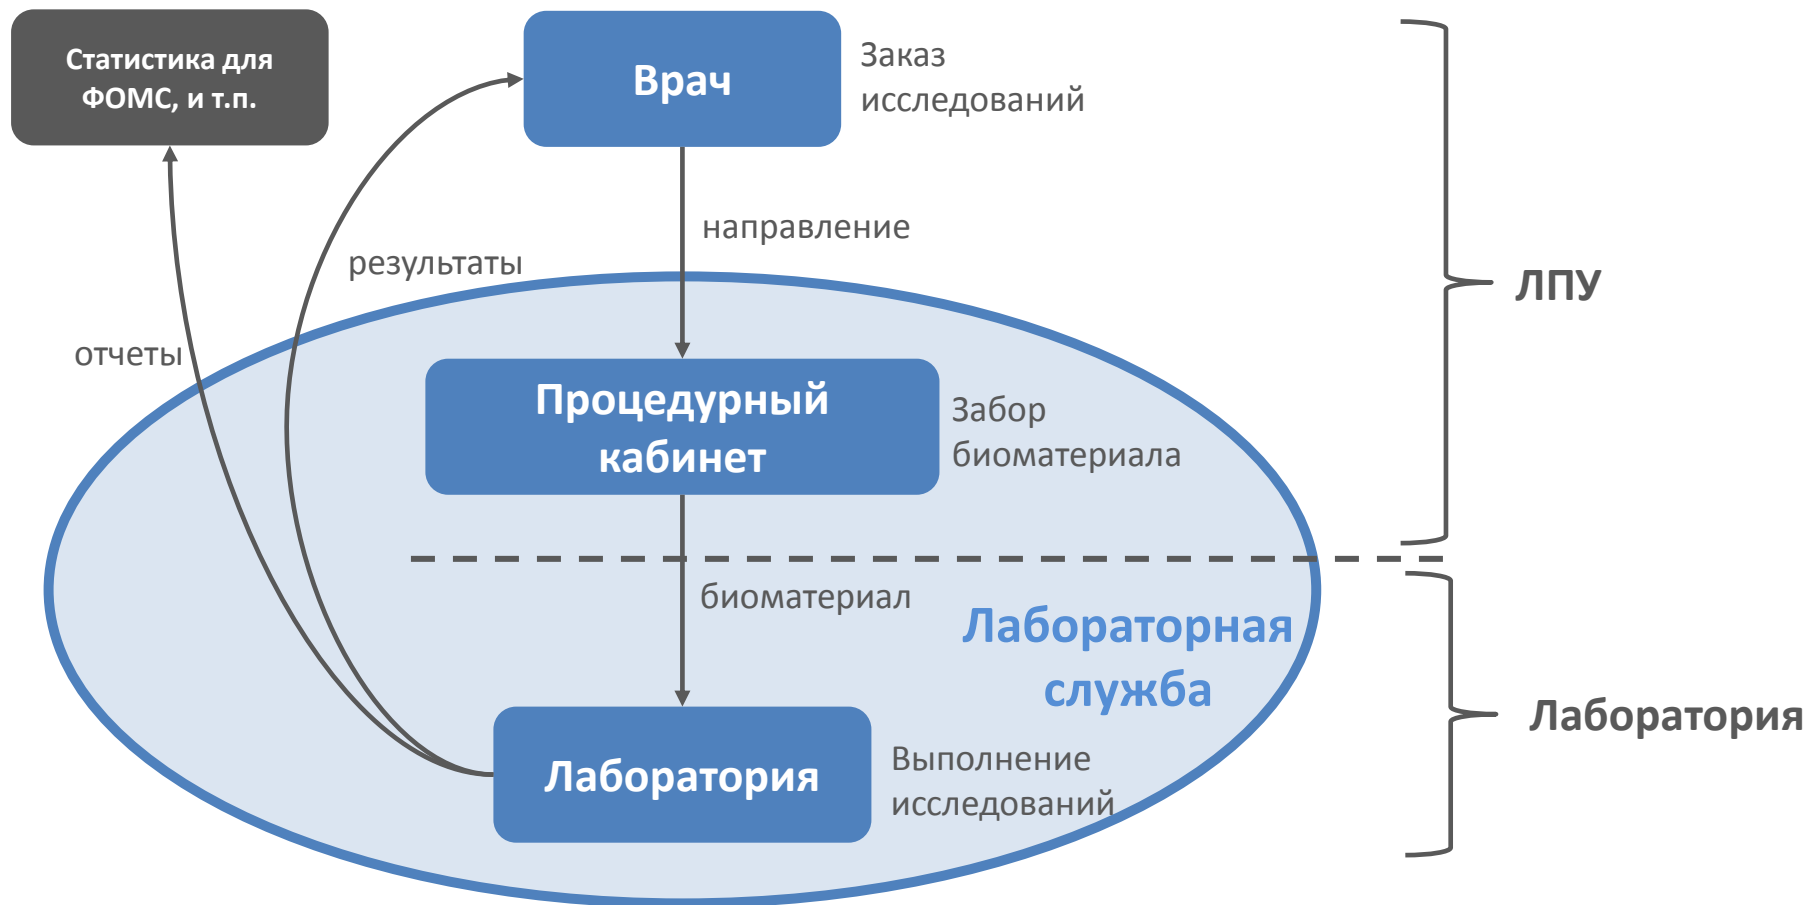 Статистика для
ФОМС, и т.п.
Врач
Заказ
исследований
направление
результаты
ЛПУ
отчеты
Процедурный
кабинет
Забор
биоматериала
биоматериал
Лабораторная
служба
Лаборатория
Лаборатория
Выполнение
исследований